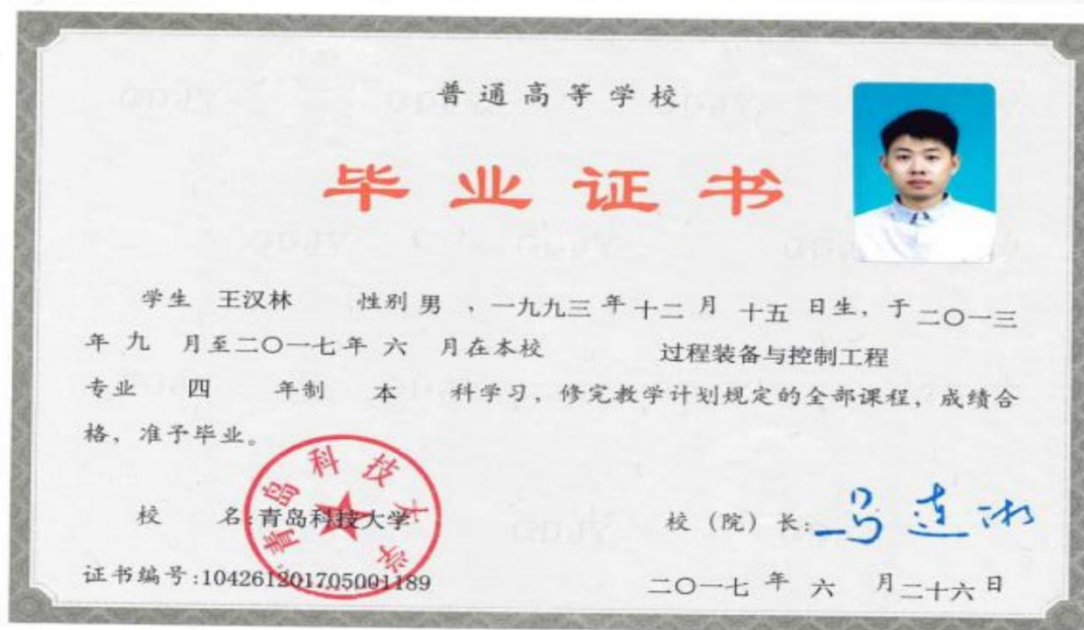 普通高等学校
毕业证书
学生 王汉林 性别 男 ，一九九三 年 十二 月 十五 日生，于 二〇一三
年 九 月至二〇一七年 六 月在本校 过程装备与控制工程
专业 四 年制 本 科学习，修完教学计划规定的全部课程，成绩合
格，准予毕业。
青岛科技大学
校 名:青岛科技大学 校（院）长:马连湘
证书编号:104261201705001189 二〇一七 年 六 月二十六日